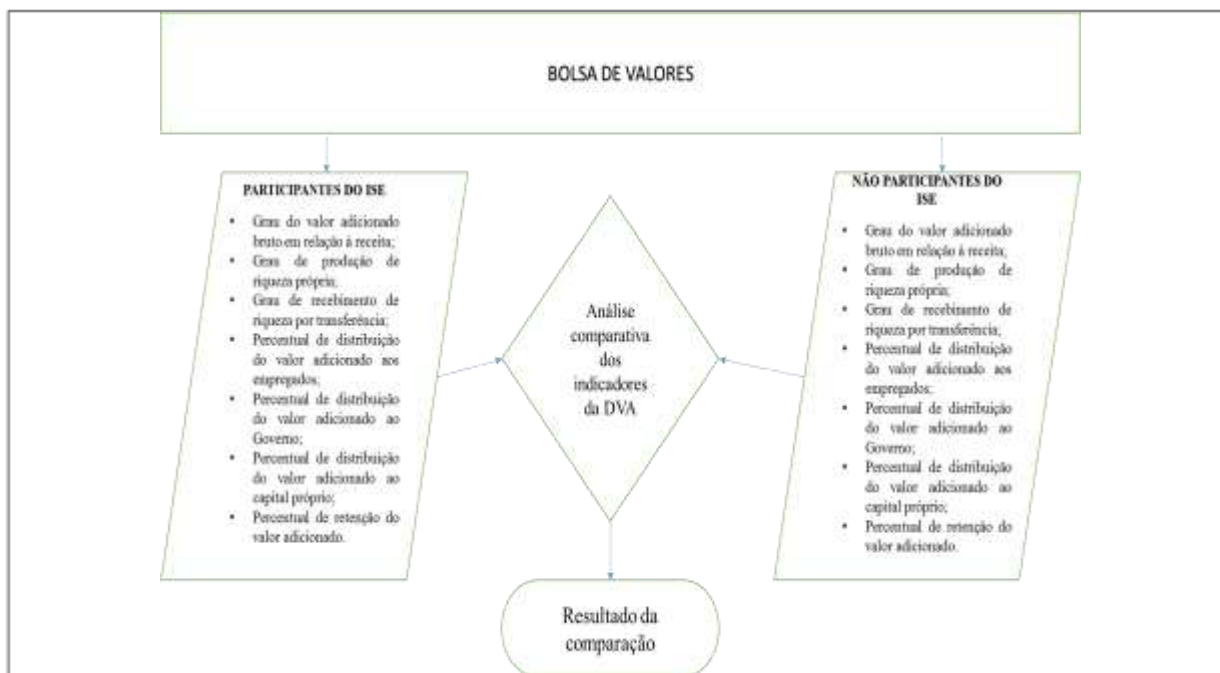 BOLSA DE VALORES
PARTICIPANTES DO ISE
• Grau do valor adicionado
bruto em relação à receita;
• Grau de produção de
riqueza própria;
• Grau de recebimento de
riqueza por transferência;
• Percentual de distribuição
do valor adicionado aos
empregados;
• Percentual de distribuição
do valor adicionado ao
Governo;
• Percentual de distribuição
do valor adicionado ao
capital próprio;
• Percentual de retenção do
valor adicionado.
Análise
comparativa
dos
indicadores
da DVA
NÃO PARTICIPANTES DO
ISE
• Grau do valor adicionado
bruto em relação à receita;
• Grau de produção de
riqueza própria;
• Grau de recebimento de
riqueza por transferência;
• Percentual de distribuição
do valor adicionado aos
empregados;
• Percentual de distribuição
do valor adicionado ao
Governo;
• Percentual de distribuição
do valor adicionado ao
capital próprio;
• Percentual de retenção do
valor adicionado.
Resultado da
comparação